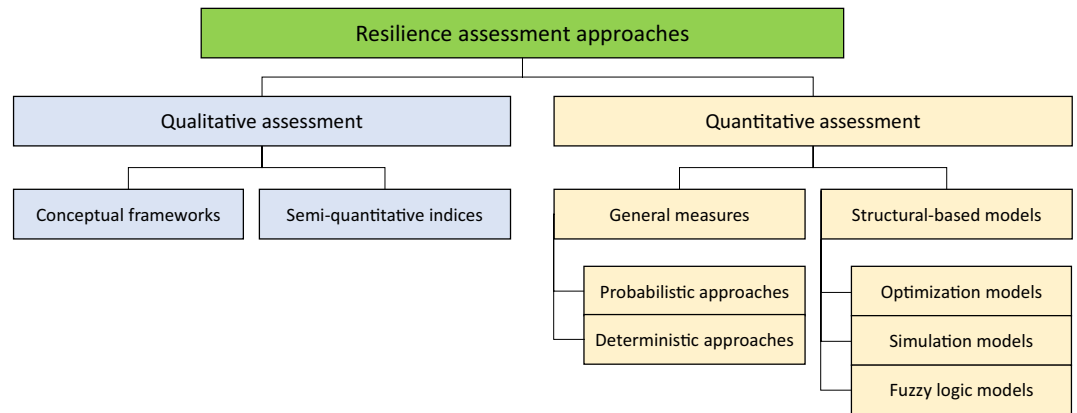 Resilience assessment approaches
Qualitative assessment
Quantitative assessment
Conceptual frameworks
Semi-quantitative indices
General measures
Structural-based models
Probabilistic approaches
Deterministic approaches
Optimization models
Simulation models
Fuzzy logic models